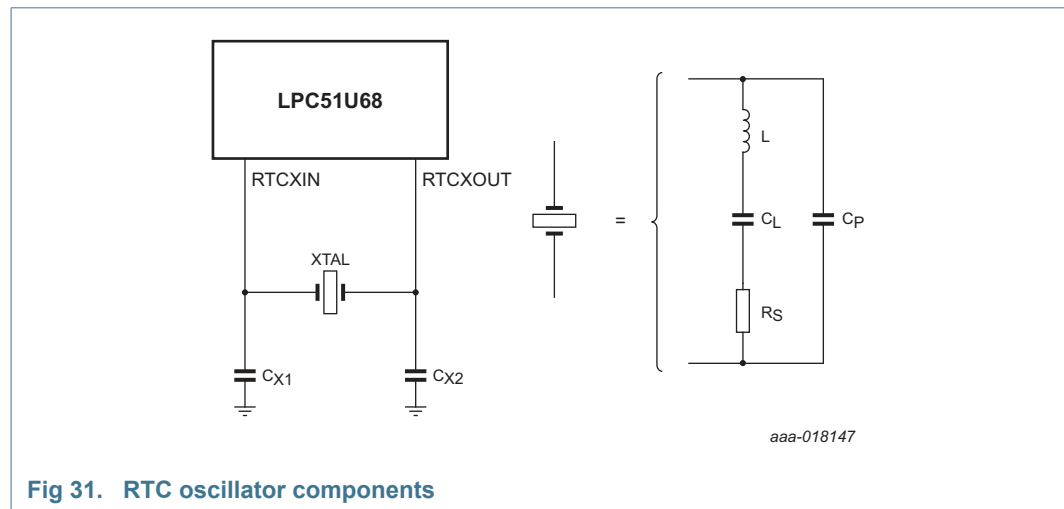 LPC51U68
RTCXIN
RTCXOUT
XTAL
CX1
CX2
=
L
CL
CP
RS
aaa-018147
Fig 31. RTC oscillator components